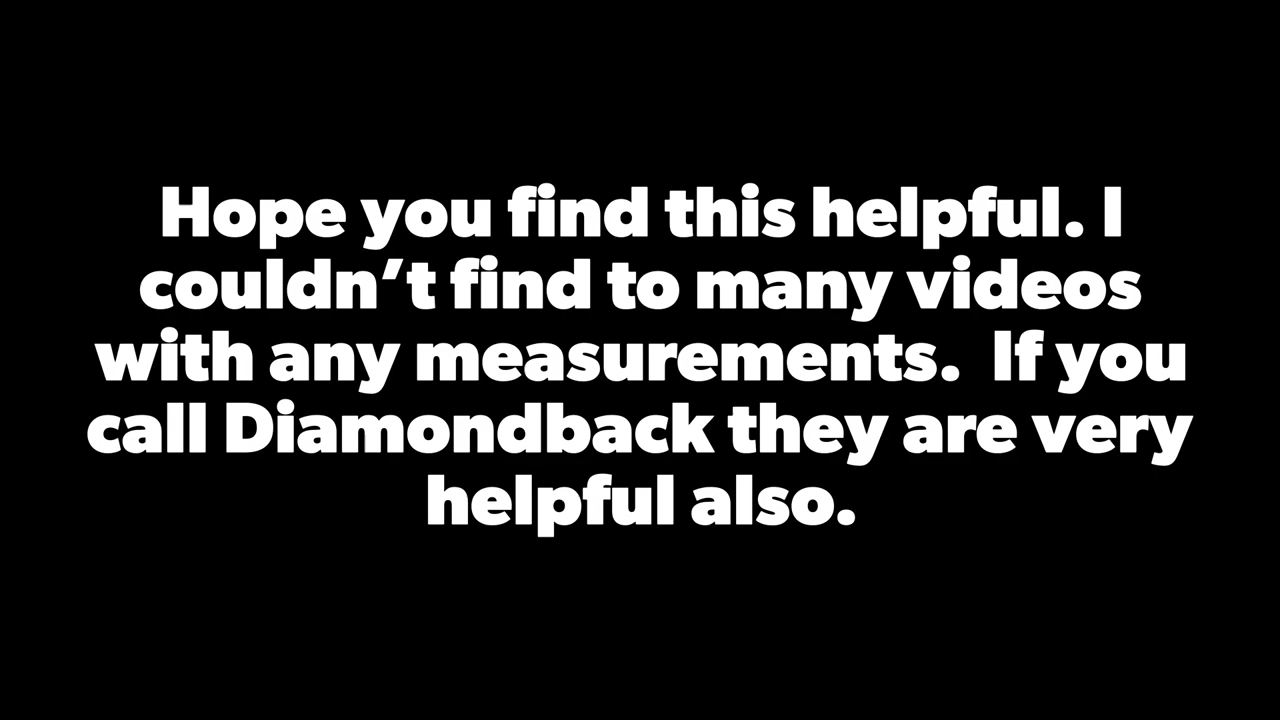 Hope you find this helpful. I
couldn’t find to many videos
with any measurements.  If you
call Diamondback they are very
helpful also.